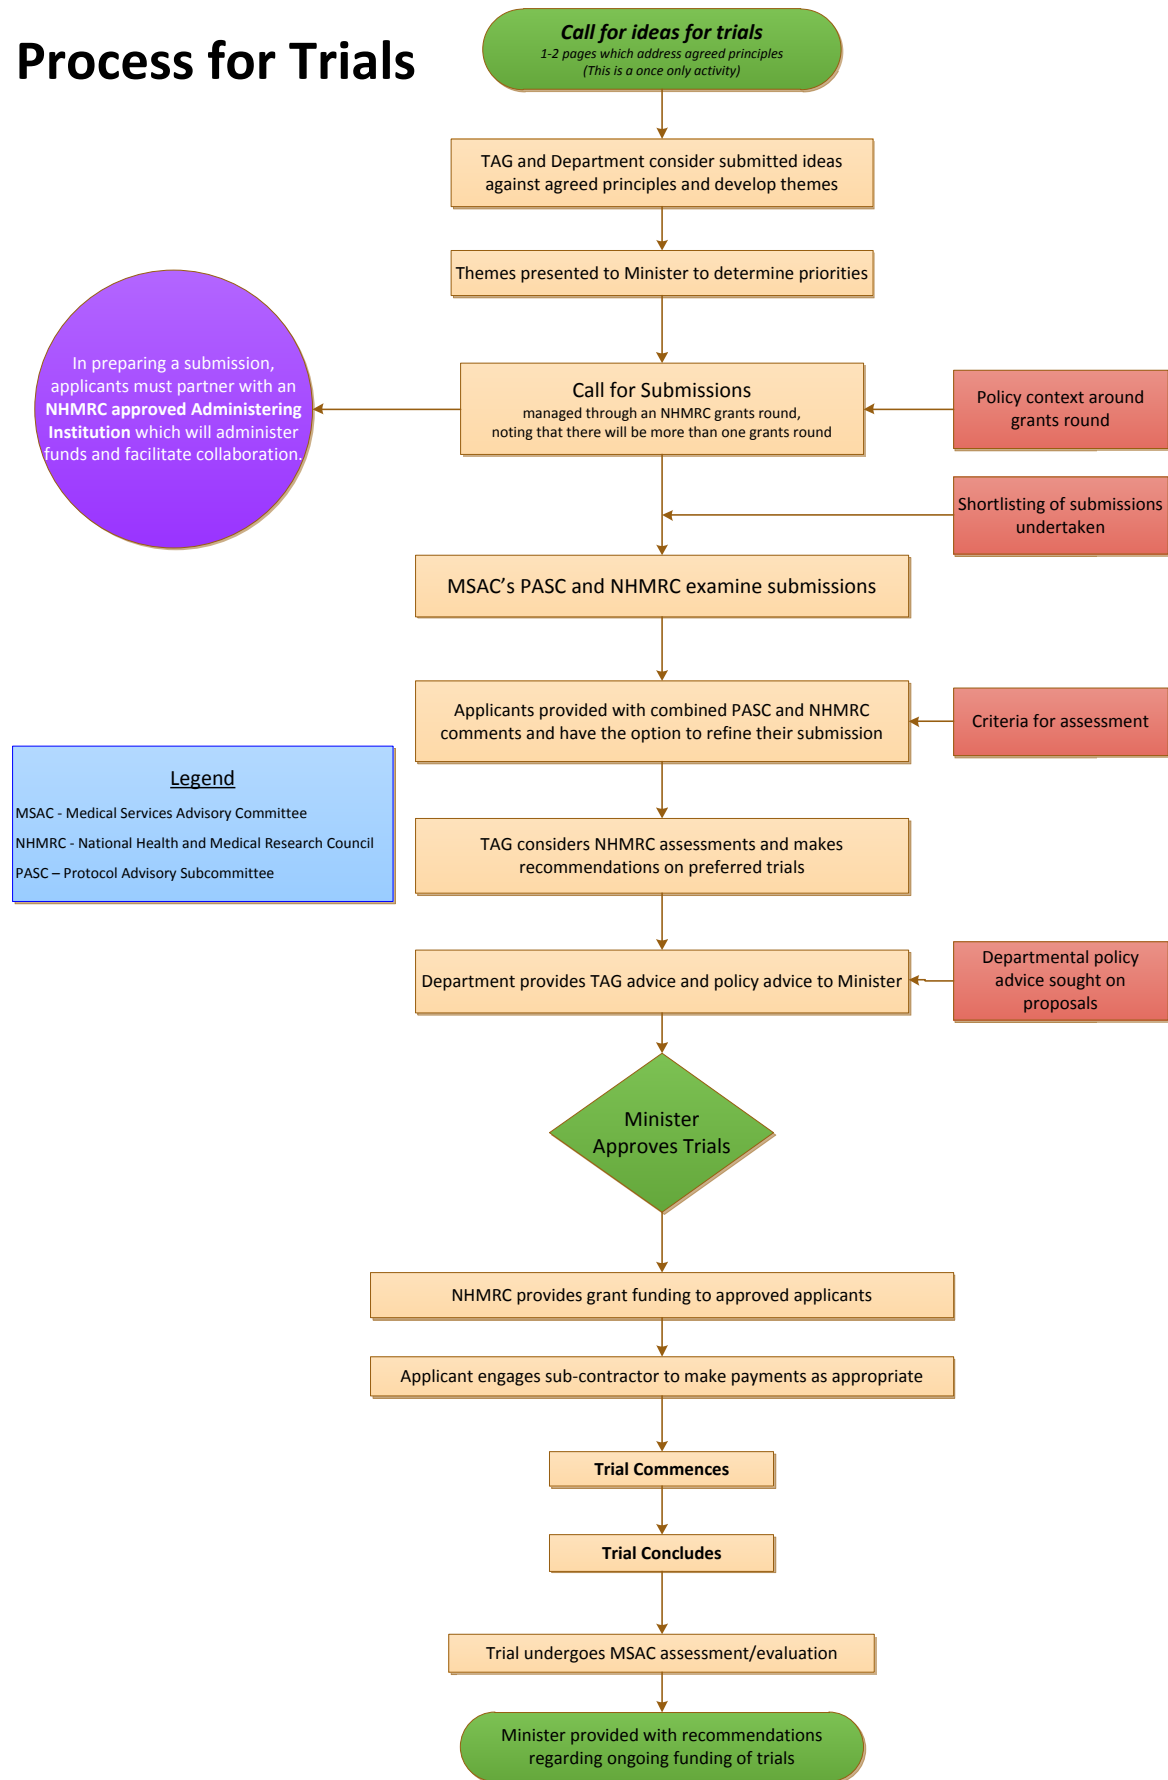 Process for Trials
Call for ideas for trials
1-2 pages which address agreed principles
(This is a once only activity)
TAG and Department consider submitted ideas
against agreed principles and develop themes
Themes presented to Minister to determine priorities
In preparing a submission,
applicants must partner with an
NHMRC approved Administering
Institution which will administer
funds and facilitate collaboration.
Call for Submissions
managed through an NHMRC grants round,
noting that there will be more than one grants round
Policy context around
grants round
Shortlisting of submissions
undertaken
MSAC’s PASC and NHMRC examine submissions
Applicants provided with combined PASC and NHMRC
comments and have the option to refine their submission
Criteria for assessment
Legend
MSAC - Medical Services Advisory Committee
NHMRC - National Health and Medical Research Council
PASC – Protocol Advisory Subcommittee
TAG considers NHMRC assessments and makes
recommendations on preferred trials
Department provides TAG advice and policy advice to Minister
Departmental policy
advice sought on
proposals
Minister
Approves Trials
NHMRC provides grant funding to approved applicants
Applicant engages sub-contractor to make payments as appropriate
Trial Commences
Trial Concludes
Trial undergoes MSAC assessment/evaluation
Minister provided with recommendations
regarding ongoing funding of trials